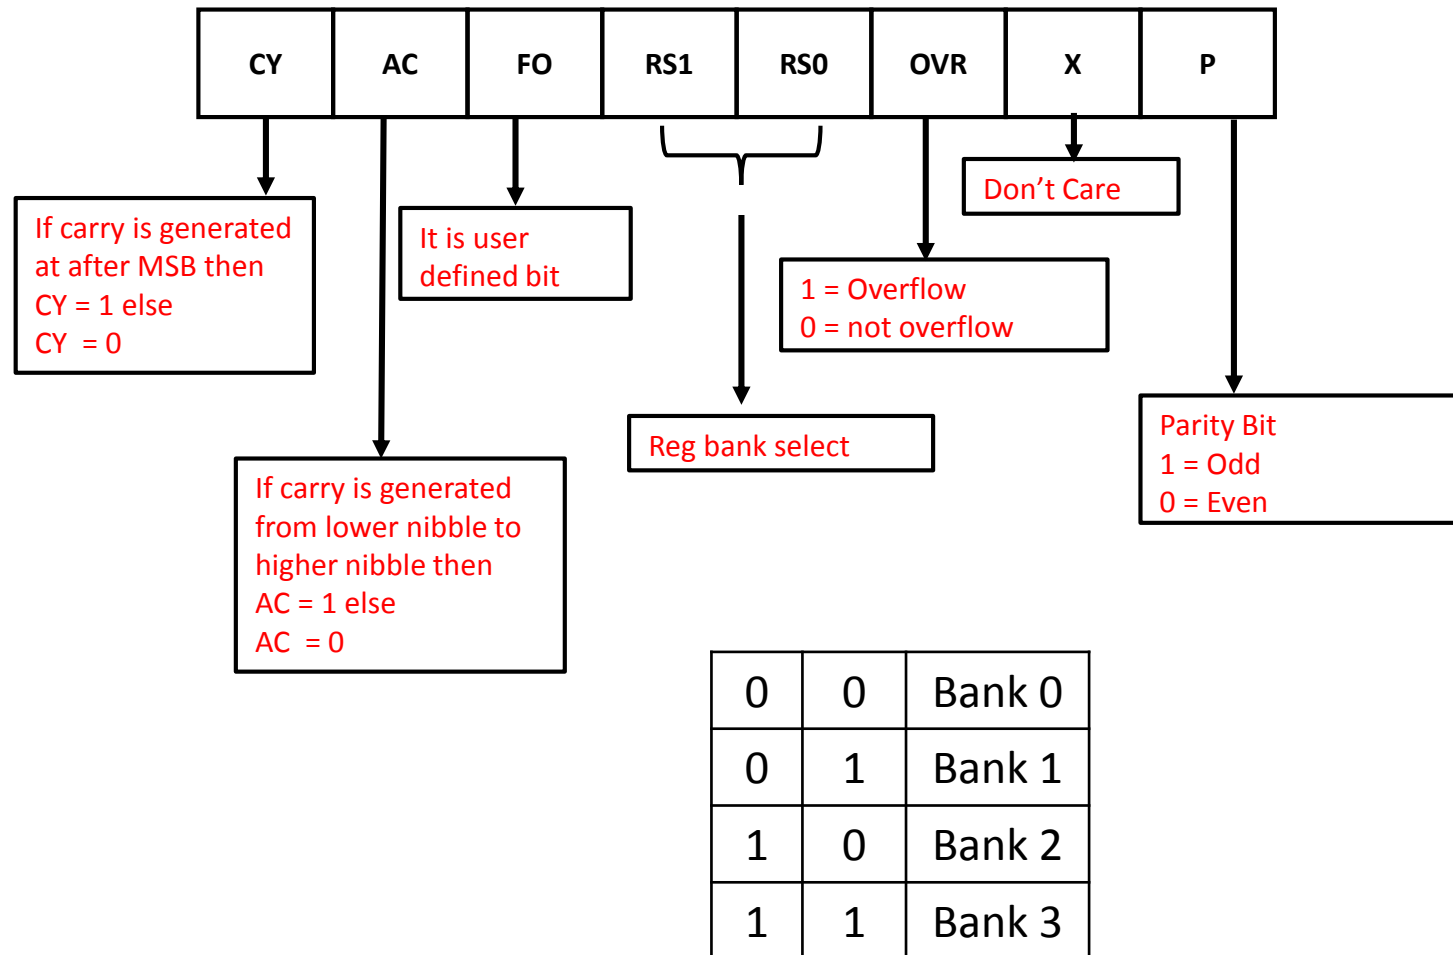 CY AC FO RS1 RS0 OVR X P
If carry is generated
at after MSB then
CY = 1 else
CY  = 0
If carry is generated
from lower nibble to
higher nibble then
AC = 1 else
AC  = 0
It is user
defined bit
Reg bank select
1 = Overflow
0 = not overflow
Don’t Care
Parity Bit
1 = Odd
0 = Even
0 0 Bank 0
0 1 Bank 1
1 0 Bank 2
1 1 Bank 3